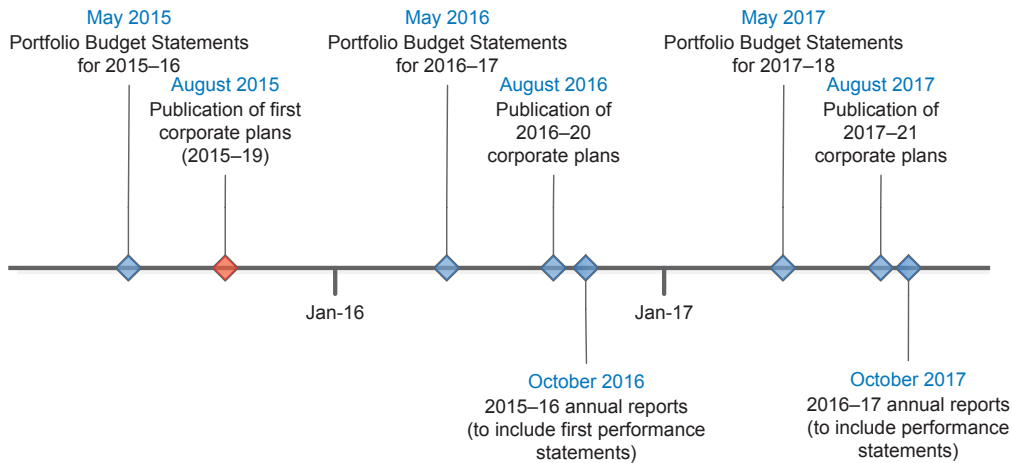 May 2015
Portfolio Budget Statements
for 2015–16
August 2015
Publication of first
corporate plans
(2015–19)
May 2016
Portfolio Budget Statements
for 2016–17
August 2016
Publication of
2016–20
corporate plans
May 2017
Portfolio Budget Statements
for 2017–18
August 2017
Publication of
2017–21
corporate plans
Jan-16
Jan-17
October 2016
2015–16 annual reports
(to include first performance
statements)
October 2017
2016–17 annual reports
(to include performance
statements)